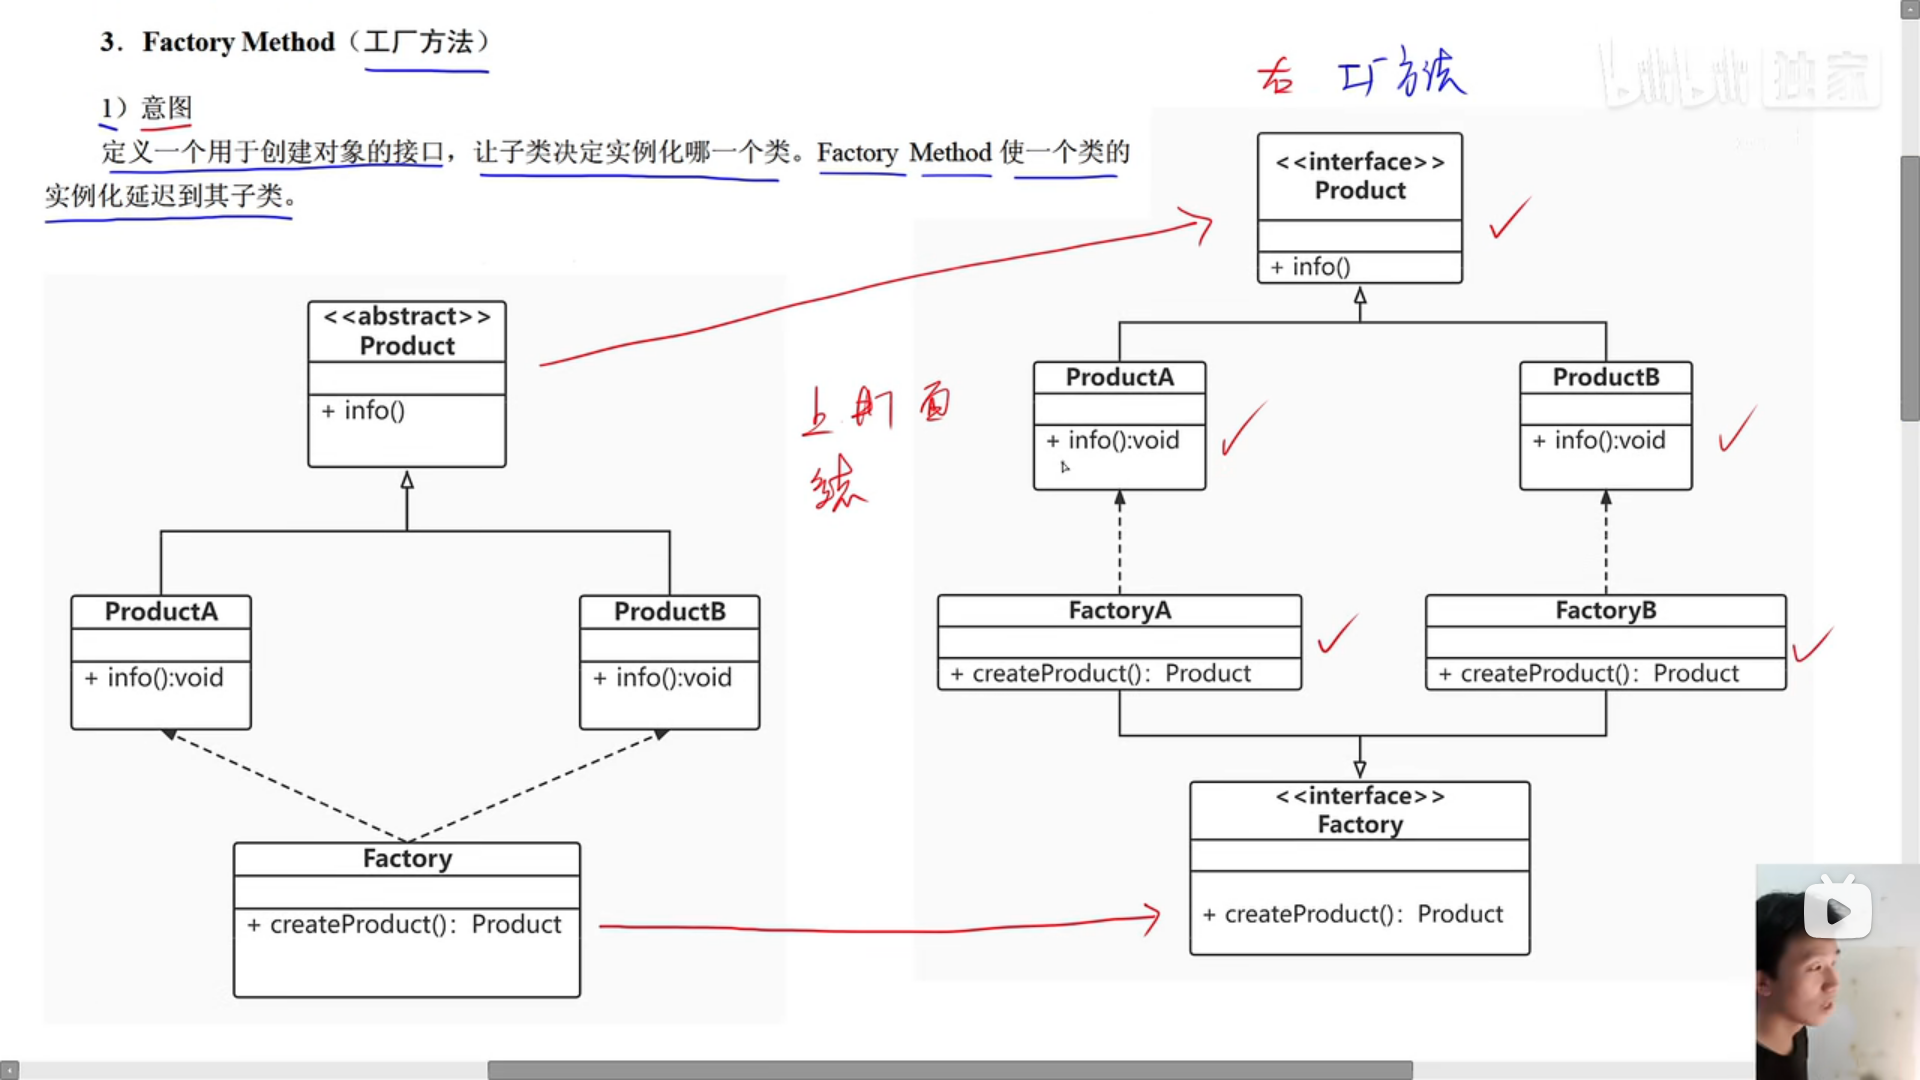 3. Factory Method（工厂方法）
1）意图
定义一个用于创建对象的接口，让子类决定实例化哪一个类。Factory Method 使一个类的
实例化延迟到其子类。
右 工厂方法
bilibili 独家
<<interface>>
Product
+ info()
<<abstract>>
Product
+ info()
ProductA
+ info():void
ProductB
+ info():void
上 面
ProductA
+ info():void
ProductB
+ info():void
FactoryA
+ createProduct()： Product
FactoryB
+ createProduct()： Product
Factory
+ createProduct()： Product
<<interface>>
Factory
+ createProduct()： Product